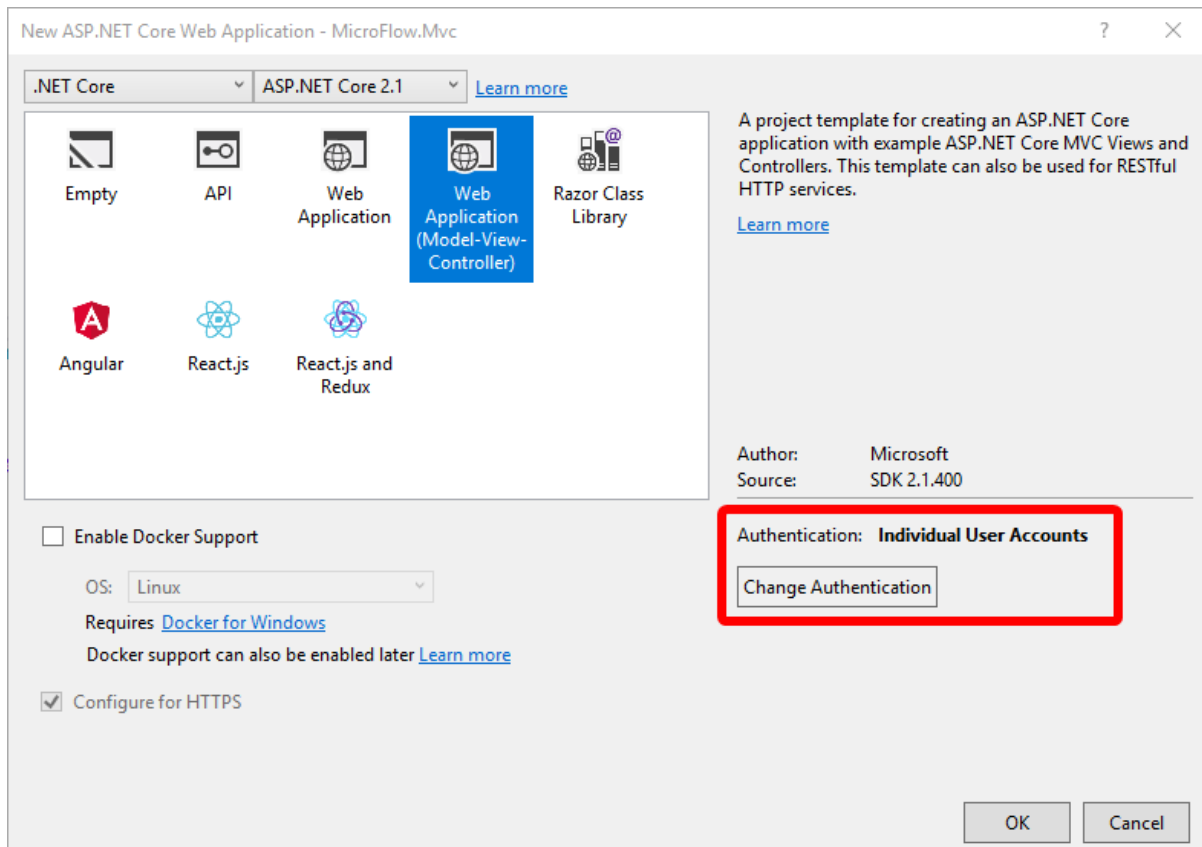 New ASP.NET Core Web Application - MicroFlow.Mvc
?
.NET Core
ASP.NET Core 2.1
Learn more
Empty
API
Web
Application
Web
Application
(Model-View-
Controller)
Razor Class
Library
Angular
React.js
React.js and
Redux
A project template for creating an ASP.NET Core
application with example ASP.NET Core MVC Views and
Controllers. This template can also be used for RESTful
HTTP services.
Learn more
Author: Microsoft
Source: SDK 2.1.400
Enable Docker Support
OS: Linux
Requires Docker for Windows
Docker support can also be enabled later Learn more
Configure for HTTPS
Authentication: Individual User Accounts
Change Authentication
OK
Cancel